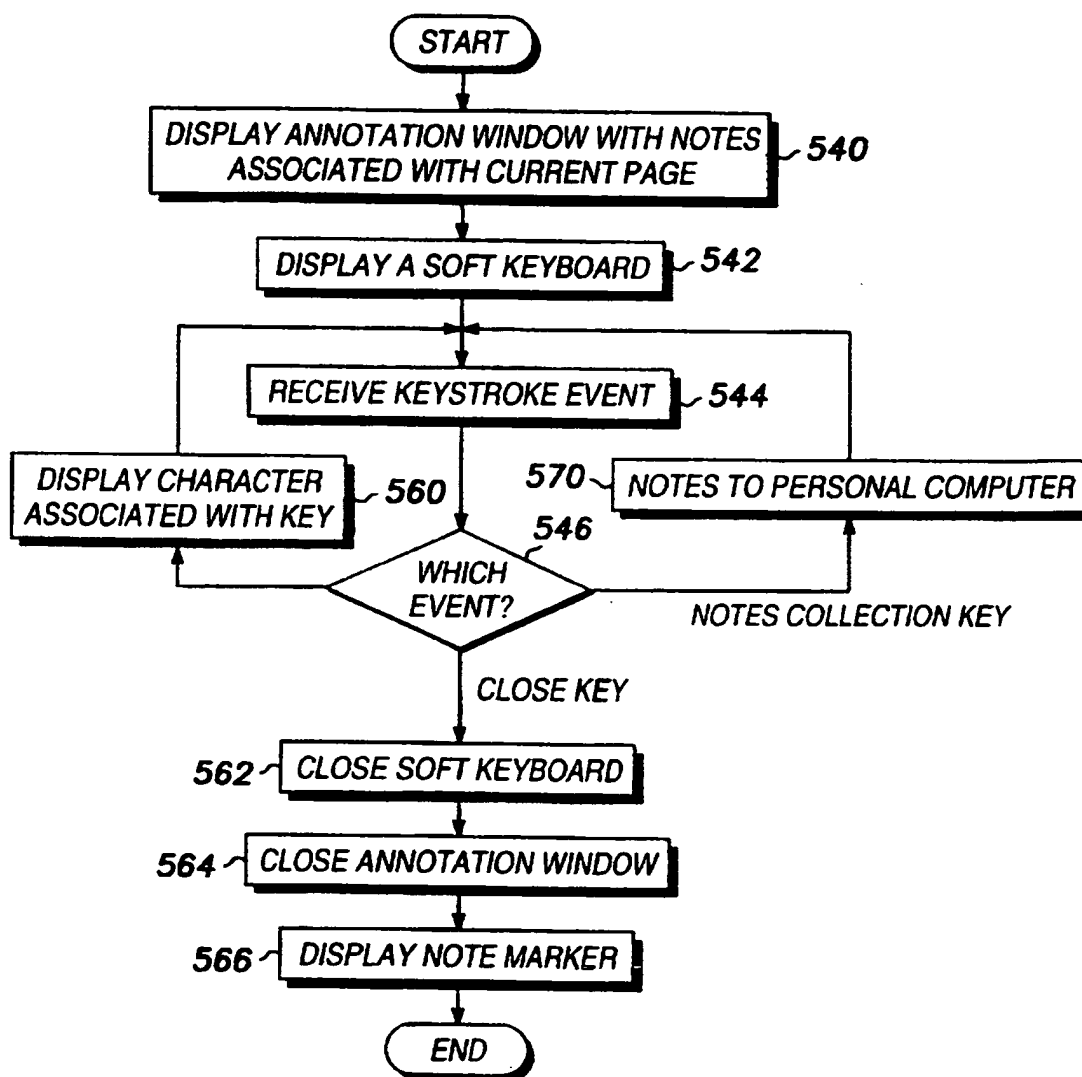 START
DISPLAY ANNOTATION WINDOW WITH NOTES
ASSOCIATED WITH CURRENT PAGE
540
DISPLAY A SOFT KEYBOARD
542
RECEIVE KEYSTROKE EVENT
544
DISPLAY CHARACTER
ASSOCIATED WITH KEY
560
570
NOTES TO PERSONAL COMPUTER
546
WHICH
EVENT?
NOTES COLLECTION KEY
CLOSE KEY
562
CLOSE SOFT KEYBOARD
564
CLOSE ANNOTATION WINDOW
566
DISPLAY NOTE MARKER
END